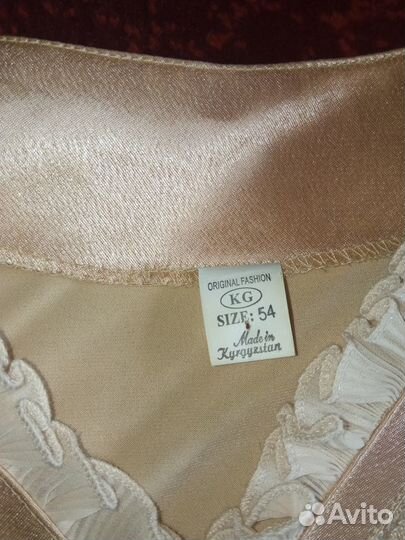 ORIGINAL FASHION
KG
SIZE: 54
Made in
Kyrgyzstan
Avito